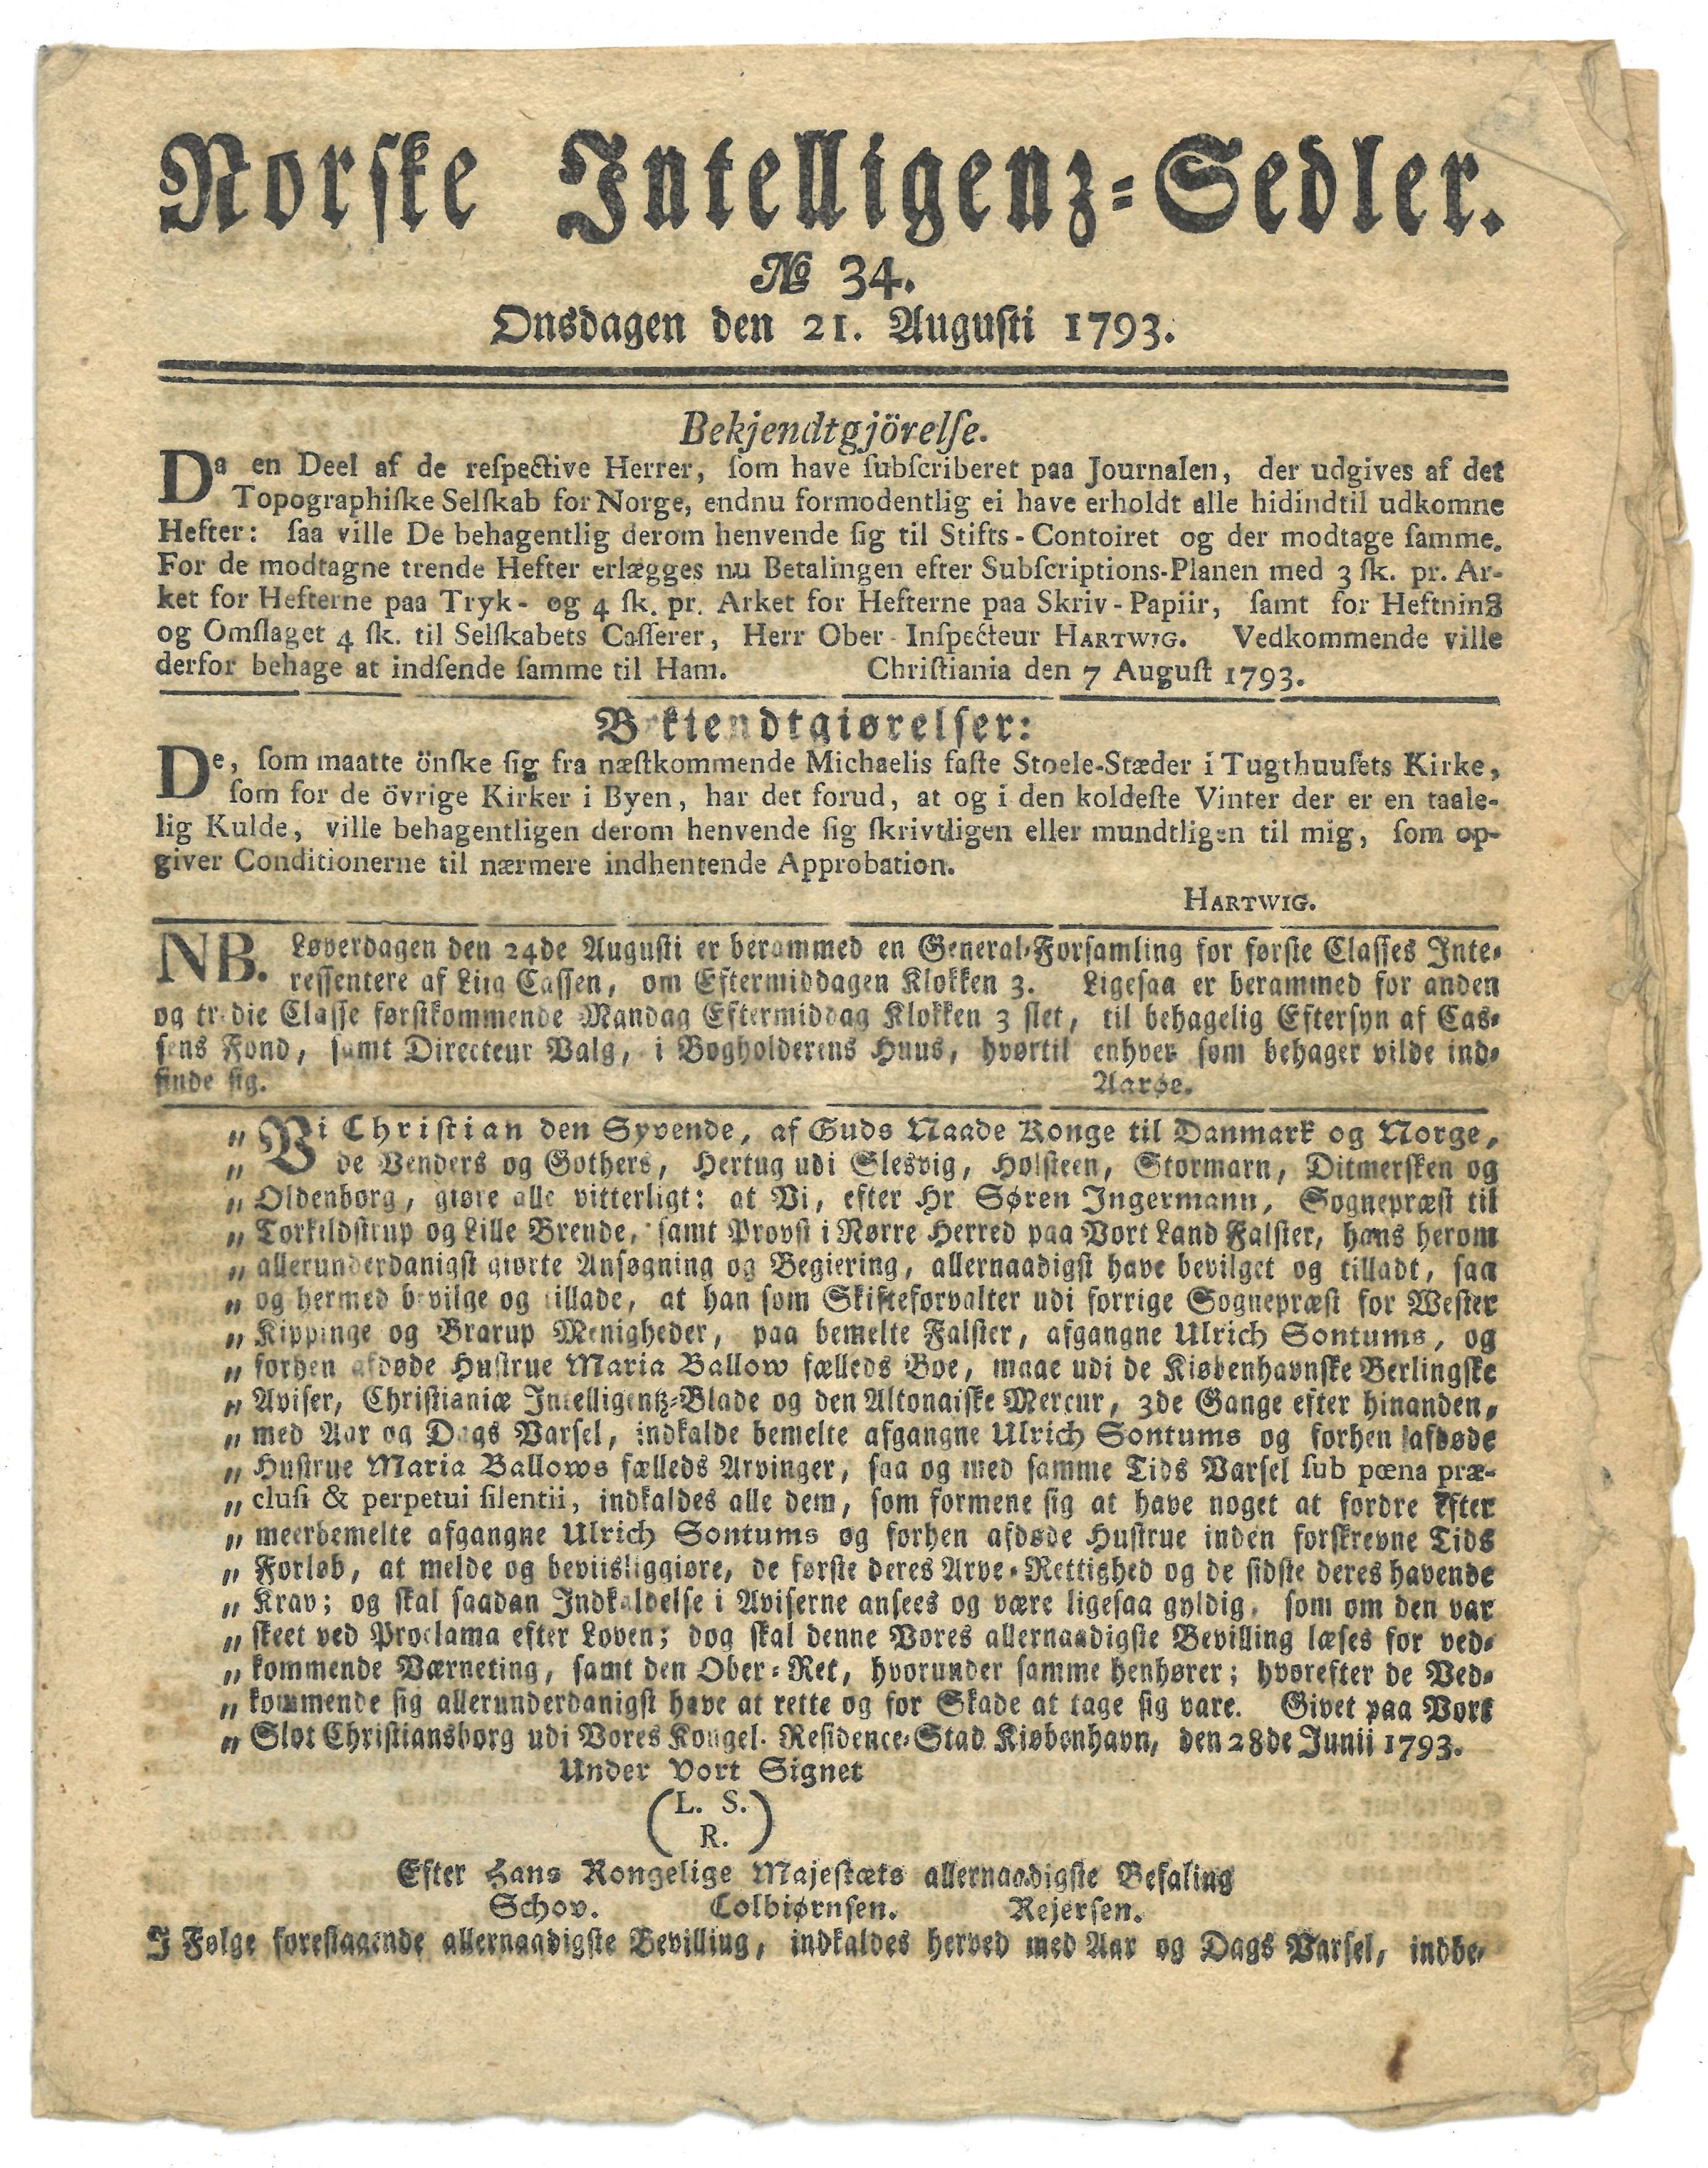 Norske Intelligenz-Sedler.
No 34.
Onsdagen den 21. Augusti 1793.
Bekjendtgjörelse.
Da en Deel af de respective Herrer, som have subscriberet paa Journalen, der udgives af det
Topographiske Selskab for Norge, endnu formodentlig ei have erholdt alle hidindtil udkomne
Hefter: saa ville De behagentlig derom henvende sig til Stifts-Contoiret og der modtage samme.
For de modtagne trende Hefter erlægges nu Betalingen efter Subscriptions-Planen med 3 sk. pr. Ar-
ket for Hefterne paa Tryk- og 4 sk. pr. Arket for Hefterne paa Skriv-Papiir, samt for Heftning
og Omslaget 4 sk. til Selskabets Casserer, Herr Ober-Inspecteur HARTWIG. Vedkommende ville
derfor behage at indsende samme til Ham. Christiania den 7 August 1793.
Bekiendtgiørelser:
De, som maatte önske sig fra næstkommende Michaelis faste Stoele-Stæder i Tugthuusets Kirke,
som for de övrige Kirker i Byen, har det forud, at og i den koldeste Vinter der er en taale-
lig Kulde, ville behagentligen derom henvende sig skrivtligen eller mundtligen til mig, som op-
giver Conditionerne til nærmere indhentende Approbation.
HARTWIG.
NB. Løverdagen den 24de Augusti er berammed en General-Forsamling for første Classes Inte-
ressentere af Liig Cassen, om Eftermiddagen Klokken 3. Ligesaa er berammed for anden
og tredie Classe førstkommende Mandag Eftermiddag Klokken 3 slet, til behagelig Eftersyn af Cas-
sens Fond, samt Directeur Valg, i Bogholderens Huus, hvortil enhver som behager vilde ind-
finde sig. Aarøe.
„ Vi Christian den Syvende, af Guds Naade Konge til Danmark og Norge,
„ de Venders og Gothers, Hertug udi Slesvig, Holsteen, Stormarn, Ditmersken og
„ Oldenborg, giøre alle vitterligt: at Vi, efter Hr Søren Ingermann, Sognepræst til
„ Torkildstrup og Lille Brende, samt Provst i Nørre Herred paa Vort Land Falster, hans herom
„ allerunderdanigst giorte Ansøgning og Begiering, allernaadigst have bevilget og tilladt, saa
„ og hermed bevilge og tillade, at han som Skifteforvalter udi forrige Sognepræst for Wester
„ Kippinge og Brarup Menigheder, paa bemelte Falster, afgangne Ulrich Sontums, og
„ forhen afdøde Hustrue Maria Ballow fælleds Boe, maae udi de Kiøbenhavnske Berlingske
„ Aviser, Christianiæ Intelligentz-Blade og den Altonaiske Mercur, 3de Gange efter hinanden,
„ med Aar og Dags Varsel, indkalde bemelte afgangne Ulrich Sontums og forhen afdøde
„ Hustrue Maria Ballows fælleds Arvinger, saa og med samme Tids Varsel sub pœna præ-
„ clusi & perpetui silentii, indkaldes alle dem, som formene sig at have noget at fordre efter
„ meerbemelte afgangne Ulrich Sontums og forhen afdøde Hustrue inden forskrevne Tids
„ Forløb, at melde og beviisliggiøre, de første deres Arve-Rettighed og de sidste deres havende
„ Krav; og skal saadan Indkaldelse i Aviserne ansees og være ligesaa gyldig, som om den var
„ skeet ved Proclama efter Loven; dog skal denne Vores allernaadigste Bevilling læses for ved-
„ kommende Værneting, samt den Ober-Ret, hvorunder samme henhører; hvorefter de Ved-
„ kommende sig allerunderdanigst have at rette og for Skade at tage sig vare. Givet paa Vort
„ Slot Christiansborg udi Vores Kongel. Residence-Stad Kiøbenhavn, den 28de Junii 1793.
Under Vort Signet
(L. S.
R.)
Efter Hans Kongelige Majestæts allernaadigste Befaling
Schov. Colbiørnsen. Rejersen.
I Følge foreslagende allernaadigste Bevilling, indkaldes herved med Aar og Dags Varsel, indbe-